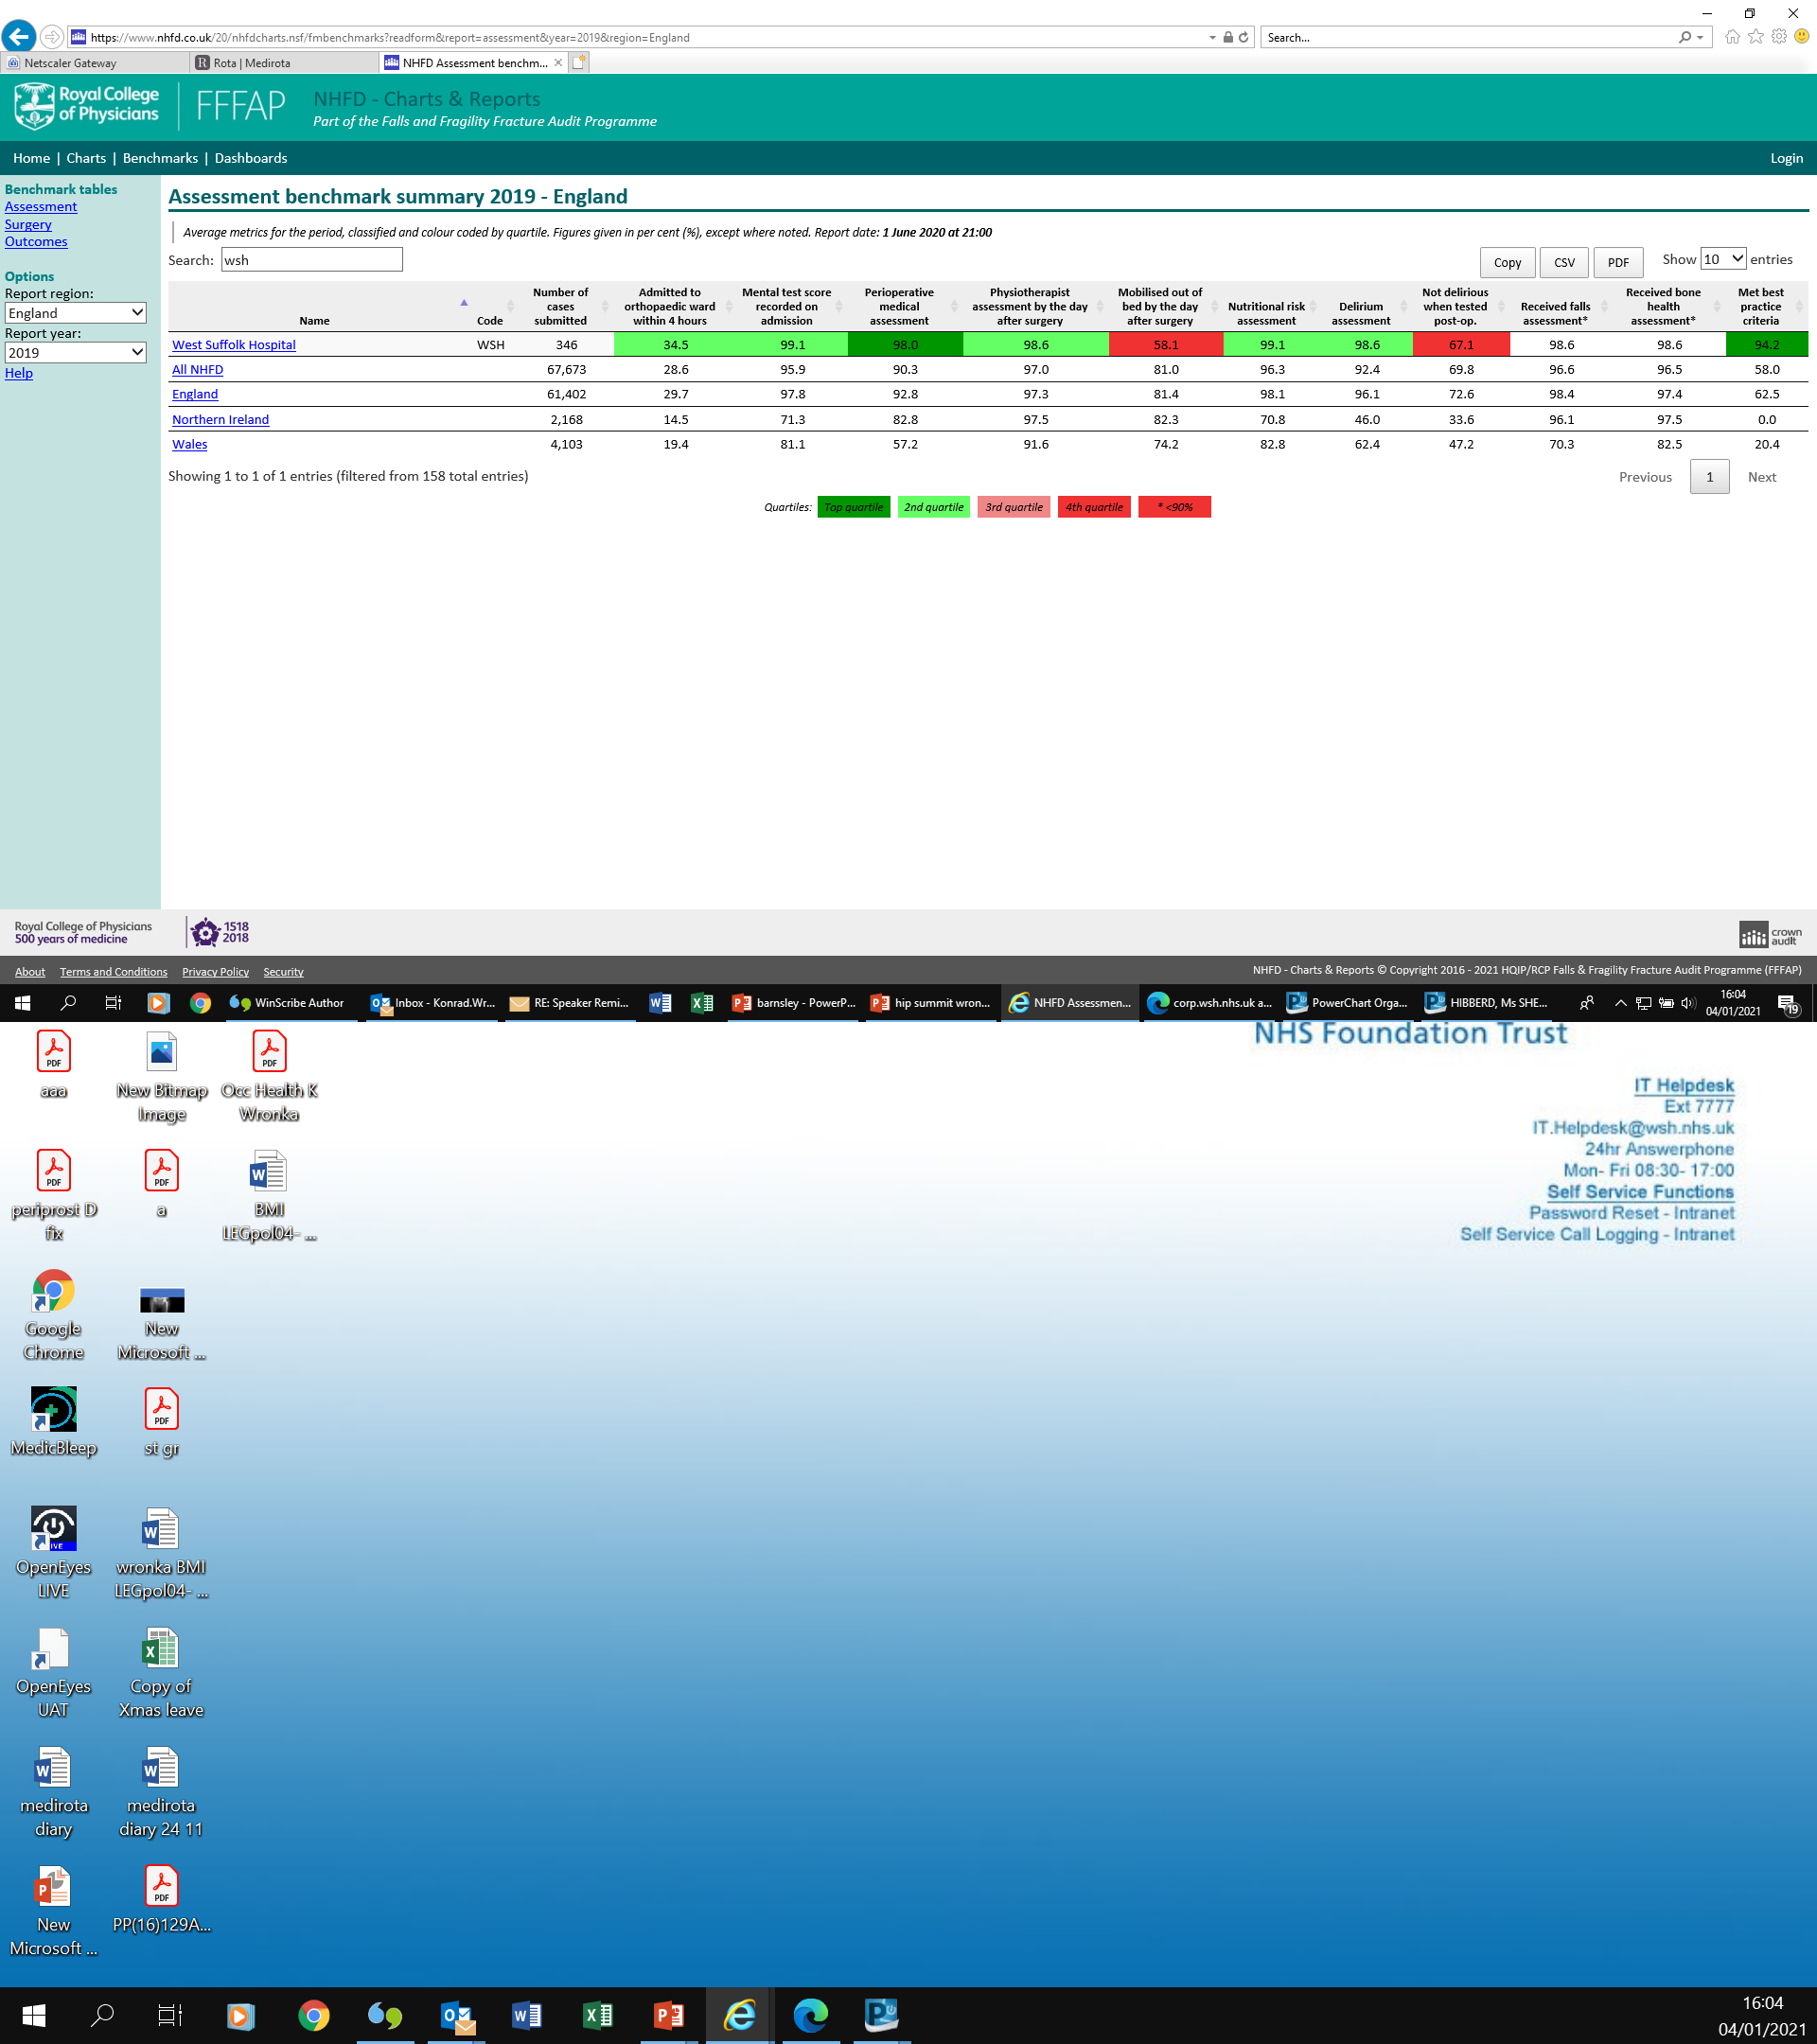 https://www.nhfd.co.uk/20/nhfdcharts.nsf/fmbenchmarks?readform&report=assessment&year=2019&region=England
Search...
Netscaler Gateway
R Rota | Medirota
NHFD Assessment benchm...
Royal College of Physicians
FFFAP
NHFD - Charts & Reports
Part of the Falls and Fragility Fracture Audit Programme
Home | Charts | Benchmarks | Dashboards
Login
Benchmark tables
Assessment
Surgery
Outcomes
Options
Report region:
England
Report year:
2019
Help
Assessment benchmark summary 2019 - England
Average metrics for the period, classified and colour coded by quartile. Figures given in per cent (%), except where noted. Report date: 1 June 2020 at 21:00
Search: wsh
Copy CSV PDF Show 10 entries
Name Code Number of cases submitted Admitted to orthopaedic ward within 4 hours Mental test score recorded on admission Perioperative medical assessment Physiotherapist assessment by the day after surgery Mobilised out of bed by the day after surgery Nutritional risk assessment Delirium assessment Not delirious when tested post-op. Received falls assessment* Received bone health assessment* Met best practice criteria
West Suffolk Hospital WSH 346 34.5 99.1 98.0 98.6 58.1 99.1 98.6 67.1 98.6 98.6 94.2
All NHFD 67,673 28.6 95.9 90.3 97.0 81.0 96.3 92.4 69.8 96.6 96.5 58.0
England 61,402 29.7 97.8 92.8 97.3 81.4 98.1 96.1 72.6 98.4 97.4 62.5
Northern Ireland 2,168 14.5 71.3 82.8 97.5 82.3 70.8 46.0 33.6 96.1 97.5 0.0
Wales 4,103 19.4 81.1 57.2 91.6 74.2 82.8 62.4 47.2 70.3 82.5 20.4
Showing 1 to 1 of 1 entries (filtered from 158 total entries)
Previous 1 Next
Quartiles: Top quartile 2nd quartile 3rd quartile 4th quartile * <90%
Royal College of Physicians
500 years of medicine
1518
2018
crown
audit
About Terms and Conditions Privacy Policy Security
NHFD - Charts & Reports © Copyright 2016 - 2021 HQIP/RCP Falls & Fragility Fracture Audit Programme (FFFAP)
WinScribe Author
Inbox - Konrad.Wr...
RE: Speaker Remi...
barnsley - PowerP...
hip summit wron...
NHFD Assessmen...
corp.wsh.nhs.uk a...
PowerChart Orga...
HIBBERD, Ms SHE...
16:04
04/01/2021
19
NHS Foundation Trust
IT Helpdesk
Ext 7777
IT.Helpdesk@wsh.nhs.uk
24hr Answerphone
Mon- Fri 08:30- 17:00
Self Service Functions
Password Reset - Intranet
Self Service Call Logging - Intranet
aaa
New Bitmap Image
Occ Health K Wronka
periprost D fix
a
BMI LEGpol04- ...
Google Chrome
New Microsoft ...
MedicBleep
st gr
OpenEyes LIVE
wronka BMI LEGpol04- ...
OpenEyes UAT
Copy of Xmas leave
medirota diary
medirota diary 24 11
New Microsoft ...
PP(16)129A...
16:04
04/01/2021